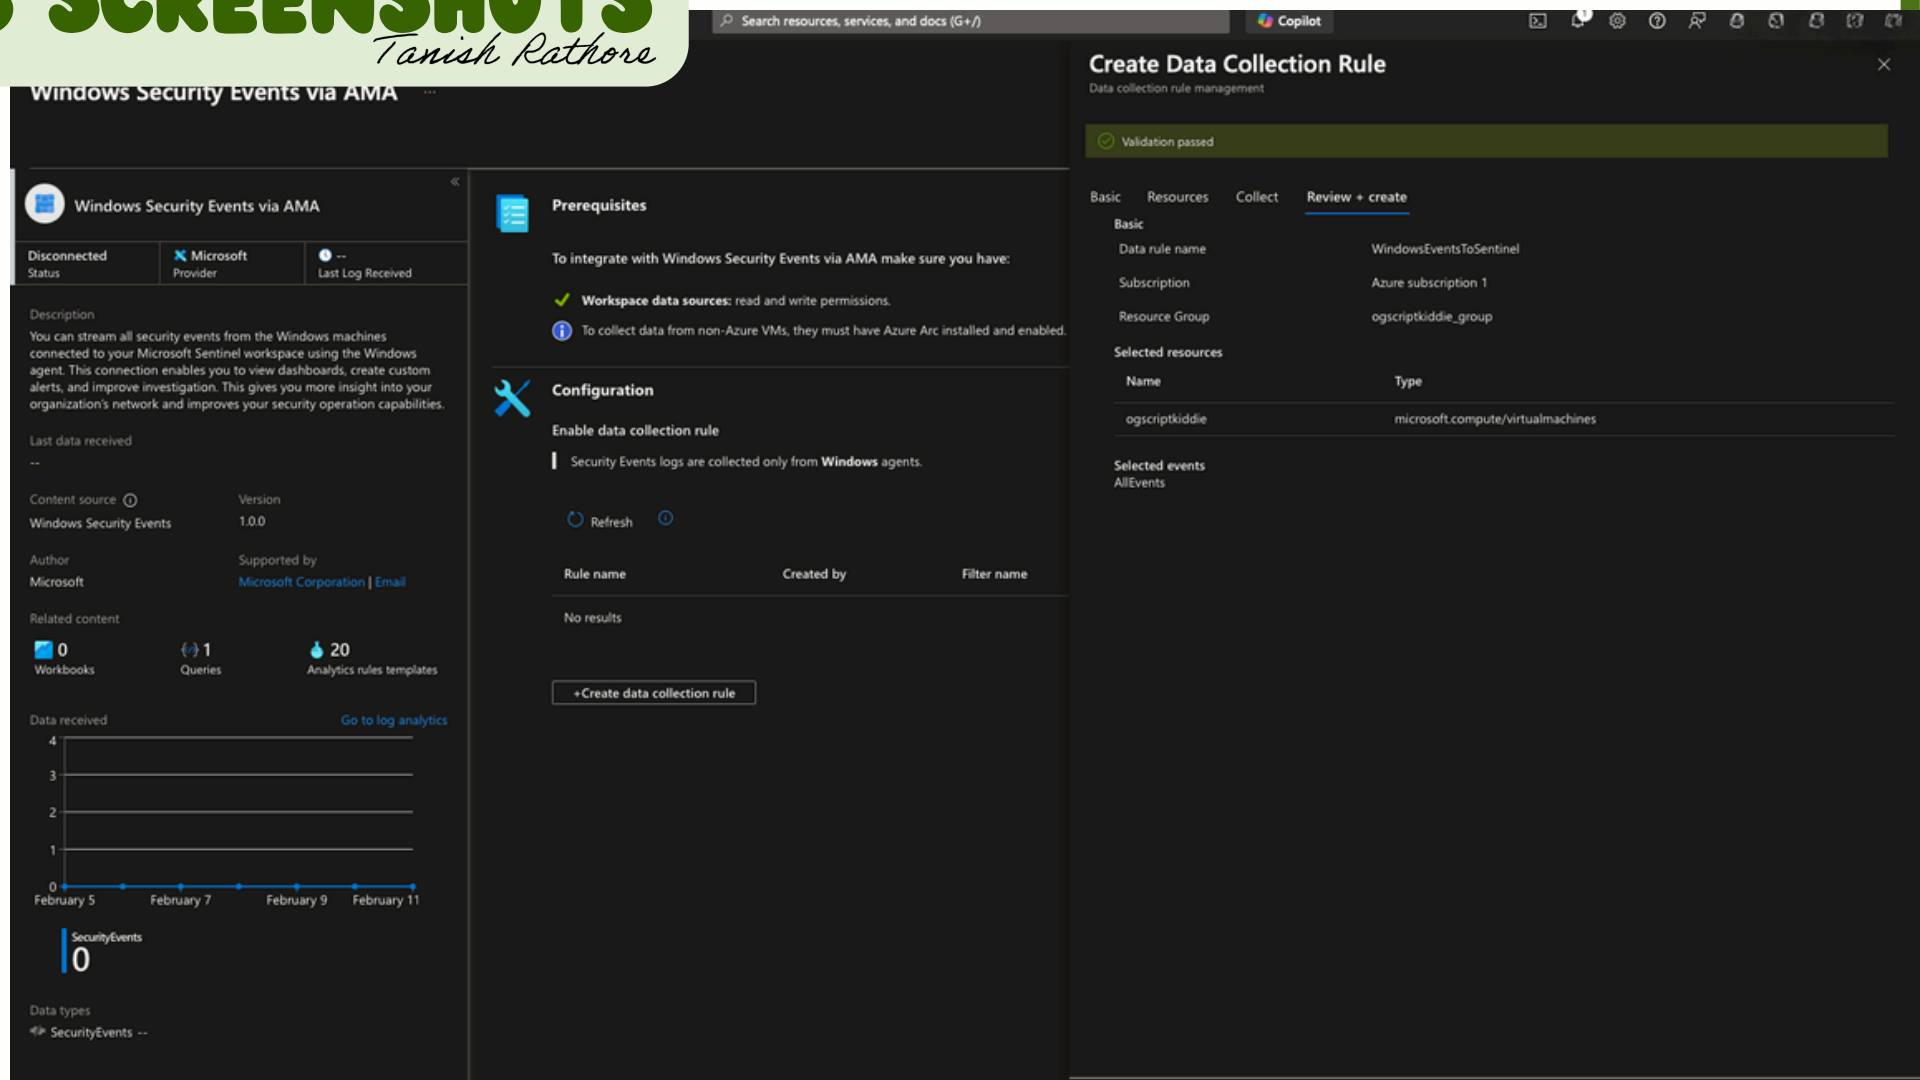 SCREENSHOTS
Tanish Rathore
Search resources, services, and docs (G+/)
Copilot
1
Windows Security Events via AMA ...
«
Windows Security Events via AMA
Disconnected
Status
Microsoft
Provider
--
Last Log Received
Description
You can stream all security events from the Windows machines
connected to your Microsoft Sentinel workspace using the Windows
agent. This connection enables you to view dashboards, create custom
alerts, and improve investigation. This gives you more insight into your
organization's network and improves your security operation capabilities.
Last data received
--
Content source
Windows Security Events
Version
1.0.0
Author
Microsoft
Supported by
Microsoft Corporation | Email
Related content
0
Workbooks
1
Queries
20
Analytics rules templates
Data received
Go to log analytics
4
3
2
1
0
February 5 February 7 February 9 February 11
SecurityEvents
0
Data types
SecurityEvents --
Prerequisites
To integrate with Windows Security Events via AMA make sure you have:
Workspace data sources: read and write permissions.
To collect data from non-Azure VMs, they must have Azure Arc installed and enabled.
Configuration
Enable data collection rule
Security Events logs are collected only from Windows agents.
Refresh
Rule name Created by Filter name
No results
+Create data collection rule
Create Data Collection Rule
Data collection rule management
Validation passed
Basic Resources Collect Review + create
Basic
Data rule name WindowsEventsToSentinel
Subscription Azure subscription 1
Resource Group ogscriptkiddie_group
Selected resources
Name Type
ogscriptkiddie microsoft.compute/virtualmachines
Selected events
AllEvents